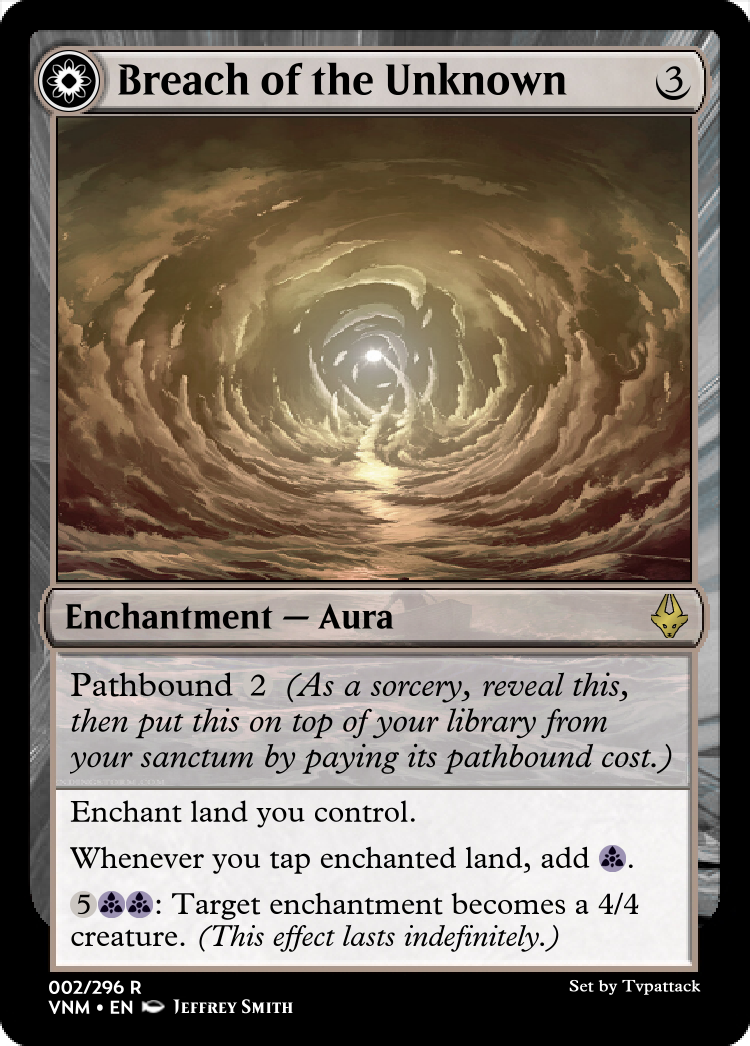 Breach of the Unknown 3
Enchantment — Aura
Pathbound 2 (As a sorcery, reveal this,
then put this on top of your library from
your sanctum by paying its pathbound cost.)
Enchant land you control.
Whenever you tap enchanted land, add .
5: Target enchantment becomes a 4/4
creature. (This effect lasts indefinitely.)
002/296 R
Set by Tvpattack
VNM • EN Jeffrey Smith